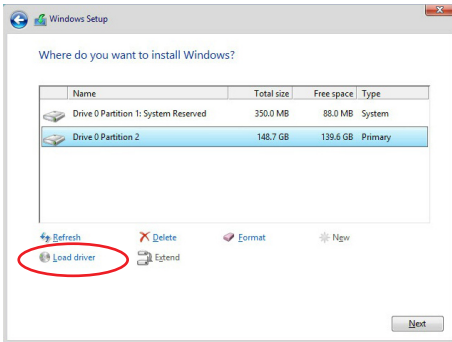 Windows Setup
Where do you want to install Windows?
Name Total size Free space Type
Drive 0 Partition 1: System Reserved 350.0 MB 88.0 MB System
Drive 0 Partition 2 148.7 GB 139.6 GB Primary
Refresh Delete Format New
Load driver Extend
Next